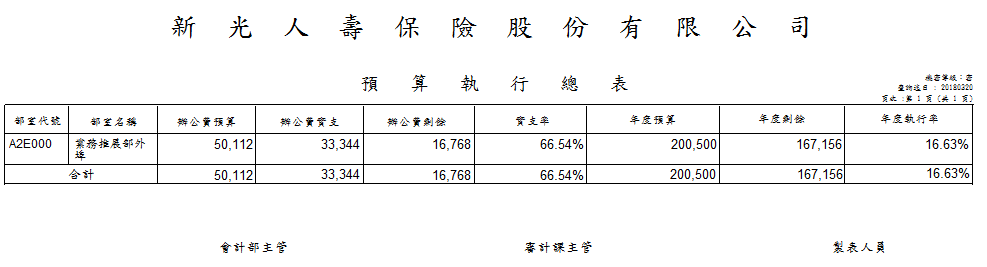 新光人壽保險股份有限公司
預算執行總表
機密等級：密
查詢迄日：20180320
頁次：第 1 頁 (共 1 頁)
部室代號 部室名稱 辦公費預算 辦公費實支 辦公費剩餘 實支率 年度預算 年度剩餘 年度執行率
A2E000 業務推展部外埠 50,112 33,344 16,768 66.54% 200,500 167,156 16.63%
合計 50,112 33,344 16,768 66.54% 200,500 167,156 16.63%
會計部主管 審計課主管 製表人員